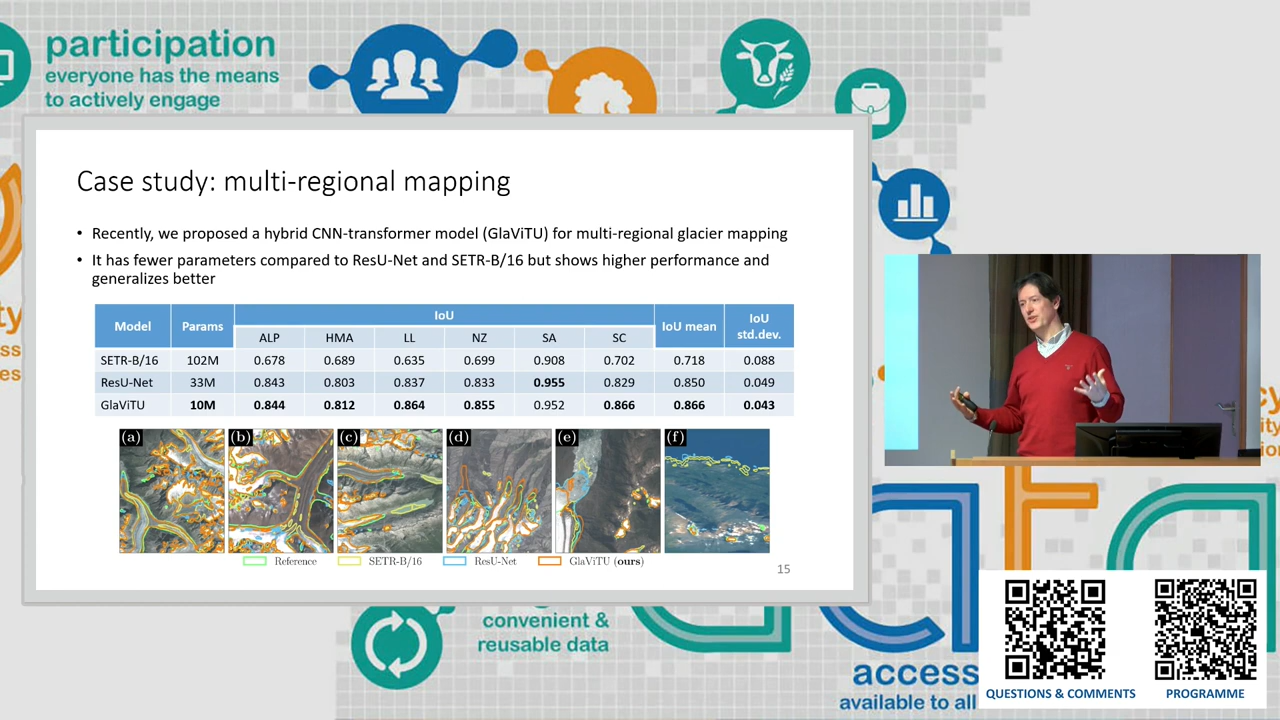 participation
everyone has the means
to actively engage
Case study: multi-regional mapping
• Recently, we proposed a hybrid CNN-transformer model (GlaViTU) for multi-regional glacier mapping
• It has fewer parameters compared to ResU-Net and SETR-B/16 but shows higher performance and
generalizes better
Model Params IoU IoU mean IoU std.dev.
ALP HMA LL NZ SA SC
SETR-B/16 102M 0.678 0.689 0.635 0.699 0.908 0.702 0.718 0.088
ResU-Net 33M 0.843 0.803 0.837 0.833 0.955 0.829 0.850 0.049
GlaViTU 10M 0.844 0.812 0.864 0.855 0.952 0.866 0.866 0.043
(a) (b) (c) (d) (e) (f)
Reference SETR-B/16 ResU-Net GlaViTU (ours)
15
convenient &
reusable data
access
available to all
QUESTIONS & COMMENTS
PROGRAMME